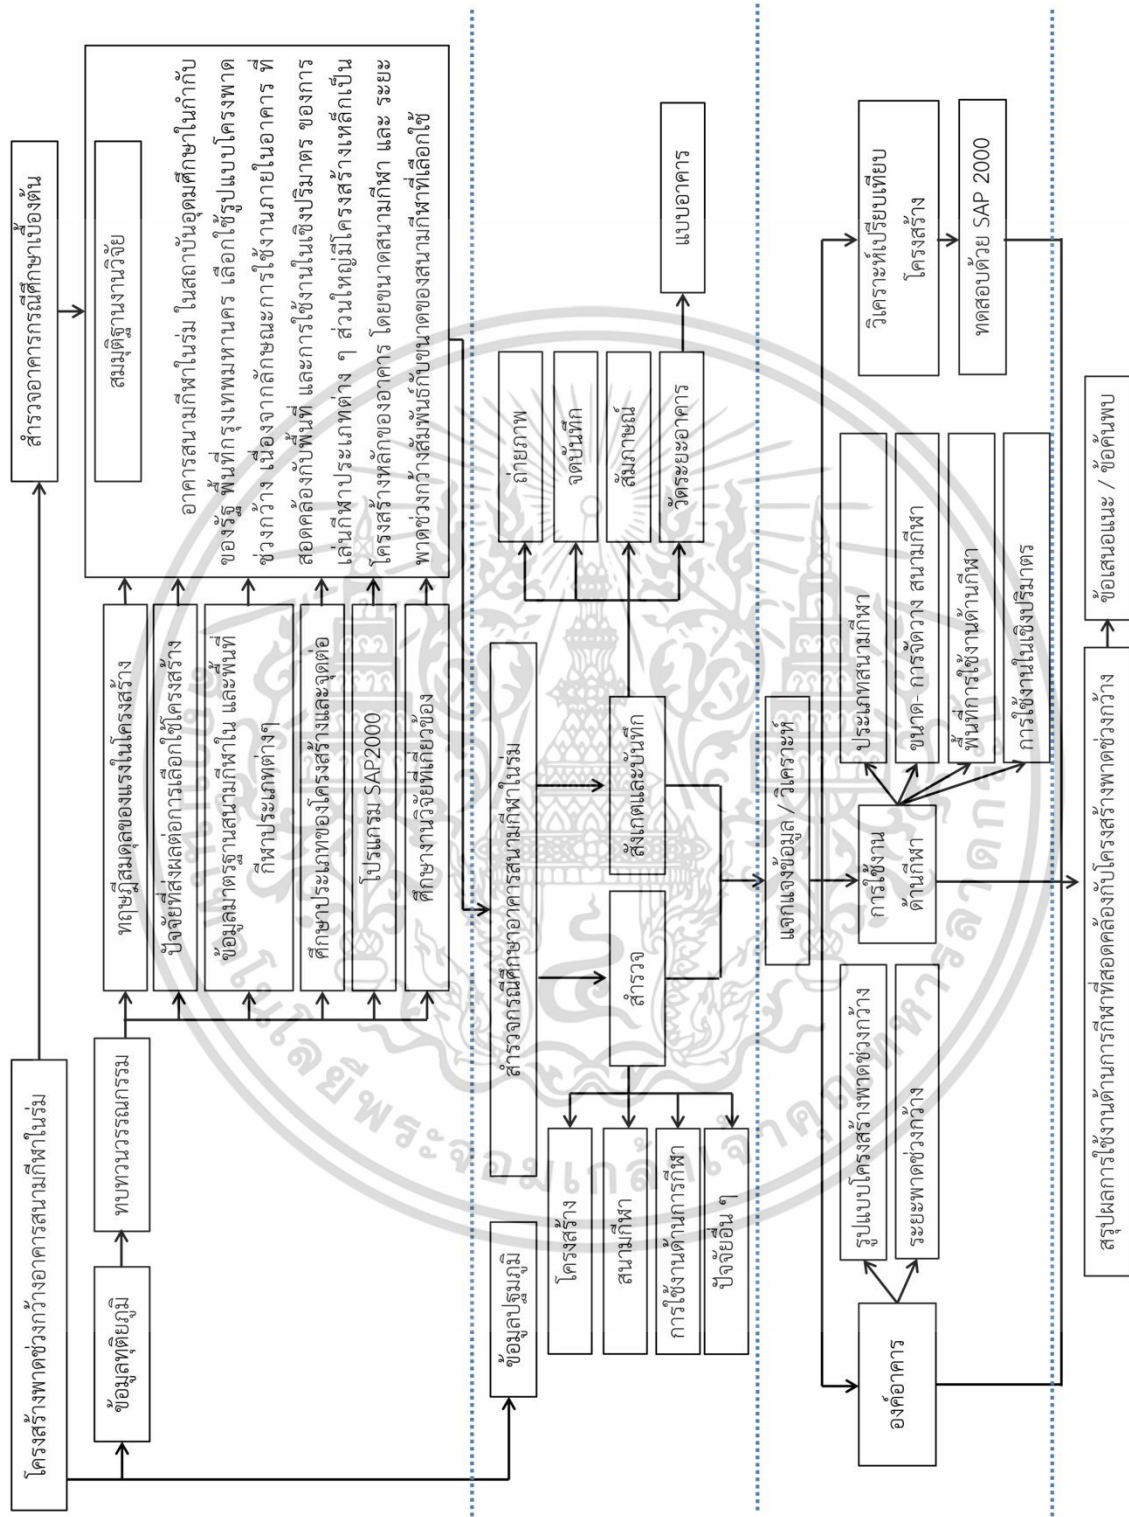 โครงสร้างพาดช่วงกว้างอาคารสนามกีฬาในร่ม
สำรวจอาคารกรณีศึกษาเบื้องต้น
ข้อมูลทุติยภูมิ
ทบทวนวรรณกรรม
ทฤษฎีสมดุลของแรงในโครงสร้าง
ปัจจัยที่ส่งผลต่อการเลือกใช้โครงสร้าง
ข้อมูลมาตรฐานสนามกีฬาใน และพื้นที่
กีฬาประเภทต่างๆ
ศึกษาประเภทของโครงสร้างและจุดต่อ
โปรแกรม SAP2000
ศึกษางานวิจัยที่เกี่ยวข้อง
สมมุติฐานงานวิจัย
อาคารสนามกีฬาในร่ม ในสถาบันอุดมศึกษาในกำกับ
ของรัฐ พื้นที่กรุงเทพมหานคร เลือกใช้รูปแบบโครงพาด
ช่วงกว้าง เนื่องจากลักษณะการใช้งานภายในอาคาร ที่
สอดคล้องกับพื้นที่ และการใช้งานในเชิงปริมาตร ของการ
เล่นกีฬาประเภทต่าง ๆ ส่วนใหญ่มีโครงสร้างเหล็กเป็น
โครงสร้างหลักของอาคาร โดยขนาดสนามกีฬา และ ระยะ
พาดช่วงกว้างสัมพันธ์กับขนาดของสนามกีฬาที่เลือกใช้
ข้อมูลปฐมภูมิ
สำรวจกรณีศึกษาอาคารสนามกีฬาในร่ม
สำรวจ
สังเกตและบันทึก
โครงสร้าง
สนามกีฬา
การใช้งานด้านการกีฬา
ปัจจัยอื่น ๆ
ถ่ายภาพ
จดบันทึก
สัมภาษณ์
วัดระยะอาคาร
แบบอาคาร
แจกแจงข้อมูล / วิเคราะห์
องค์อาคาร
รูปแบบโครงสร้างพาดช่วงกว้าง
ระยะพาดช่วงกว้าง
การใช้งาน
ด้านกีฬา
ประเภทสนามกีฬา
ขนาด- การจัดวาง สนามกีฬา
พื้นที่การใช้งานด้านกีฬา
การใช้งานในเชิงปริมาตร
วิเคราะห์เปรียบเทียบ
โครงสร้าง
ทดสอบด้วย SAP 2000
สรุปผลการใช้งานด้านการกีฬาที่สอดคล้องกับโครงสร้างพาดช่วงกว้าง
ข้อเสนอแนะ / ข้อค้นพบ